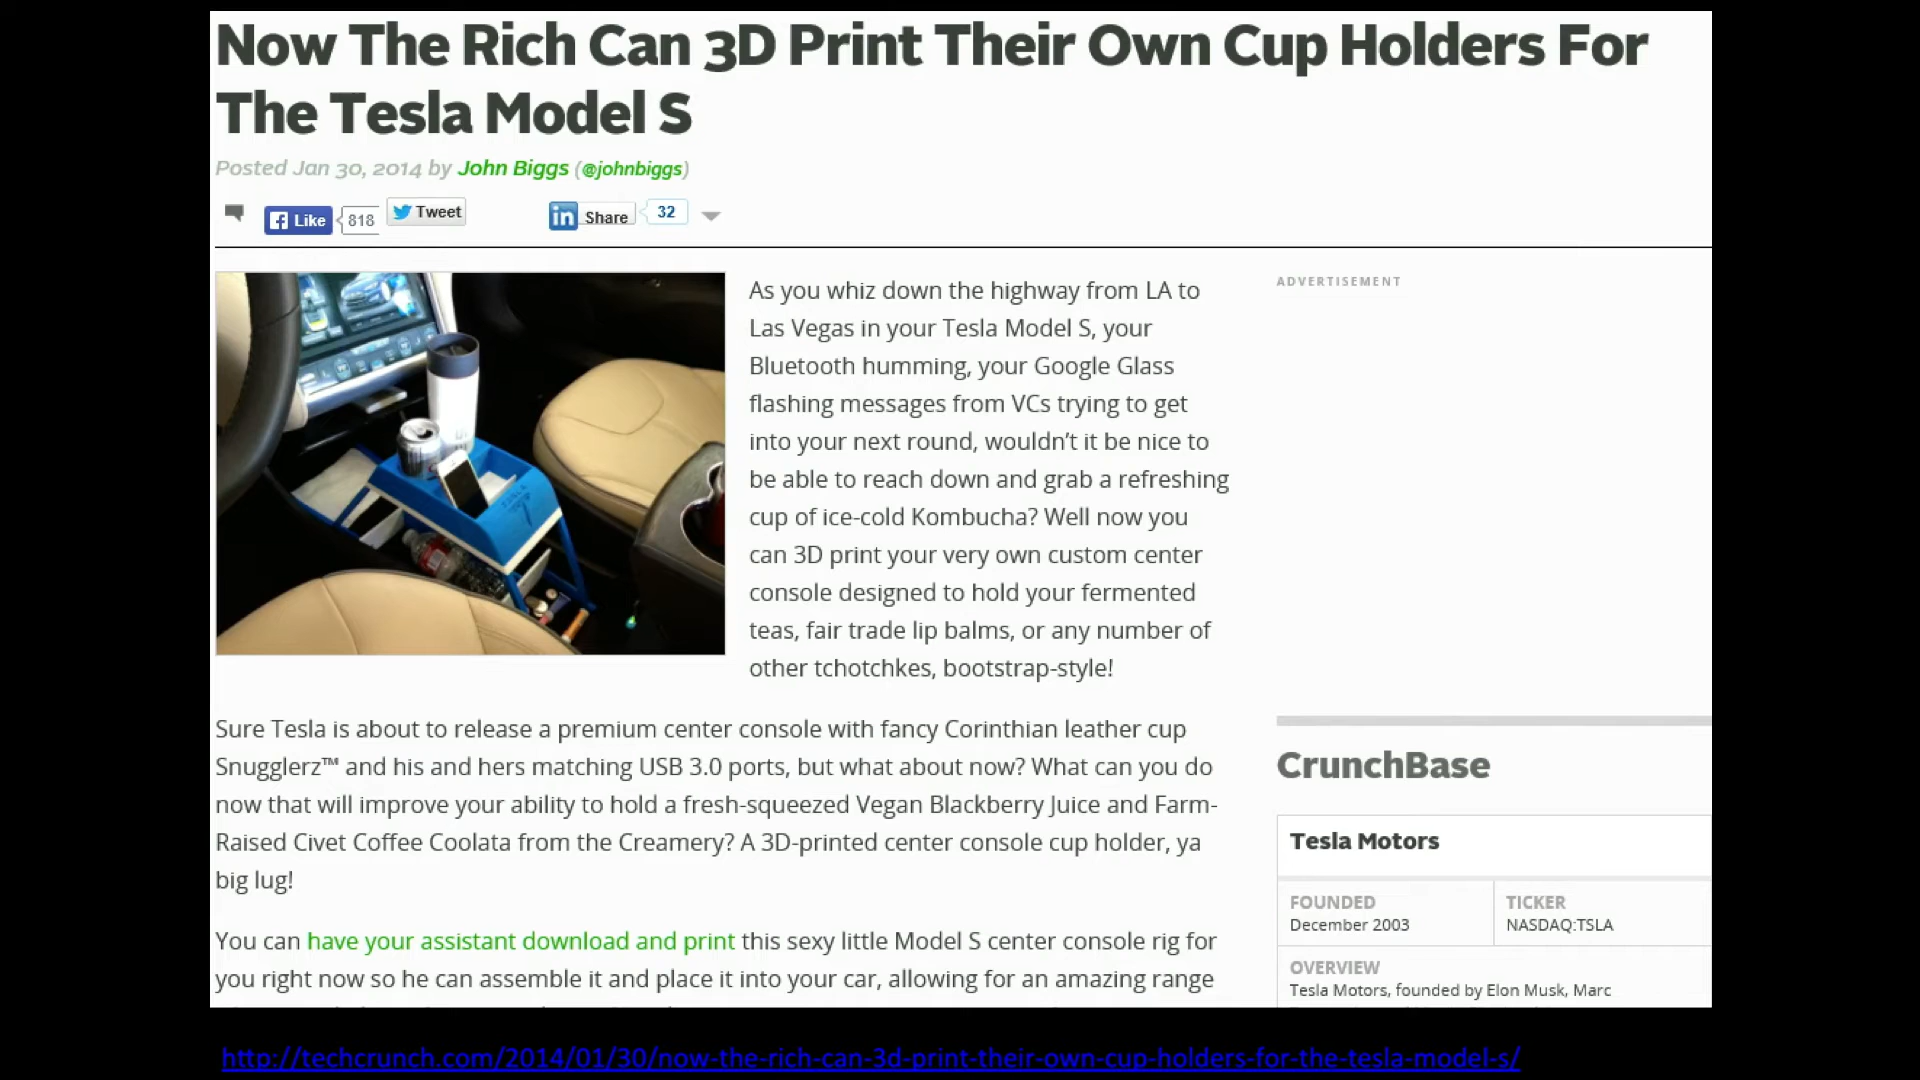 Now The Rich Can 3D Print Their Own Cup Holders For
The Tesla Model S
Posted Jan 30, 2014 by John Biggs (@johnbiggs)
Like 818 Tweet in Share 32
As you whiz down the highway from LA to
Las Vegas in your Tesla Model S, your
Bluetooth humming, your Google Glass
flashing messages from VCs trying to get
into your next round, wouldn't it be nice to
be able to reach down and grab a refreshing
cup of ice-cold Kombucha? Well now you
can 3D print your very own custom center
console designed to hold your fermented
teas, fair trade lip balms, or any number of
other tchotchkes, bootstrap-style!
Sure Tesla is about to release a premium center console with fancy Corinthian leather cup
Snugglerz™ and his and hers matching USB 3.0 ports, but what about now? What can you do
now that will improve your ability to hold a fresh-squeezed Vegan Blackberry Juice and Farm-
Raised Civet Coffee Coolata from the Creamery? A 3D-printed center console cup holder, ya
big lug!
You can have your assistant download and print this sexy little Model S center console rig for
you right now so he can assemble it and place it into your car, allowing for an amazing range
ADVERTISEMENT
CrunchBase
Tesla Motors
FOUNDED
December 2003
TICKER
NASDAQ:TSLA
OVERVIEW
Tesla Motors, founded by Elon Musk, Marc
http://techcrunch.com/2014/01/30/now-the-rich-can-3d-print-their-own-cup-holders-for-the-tesla-model-s/